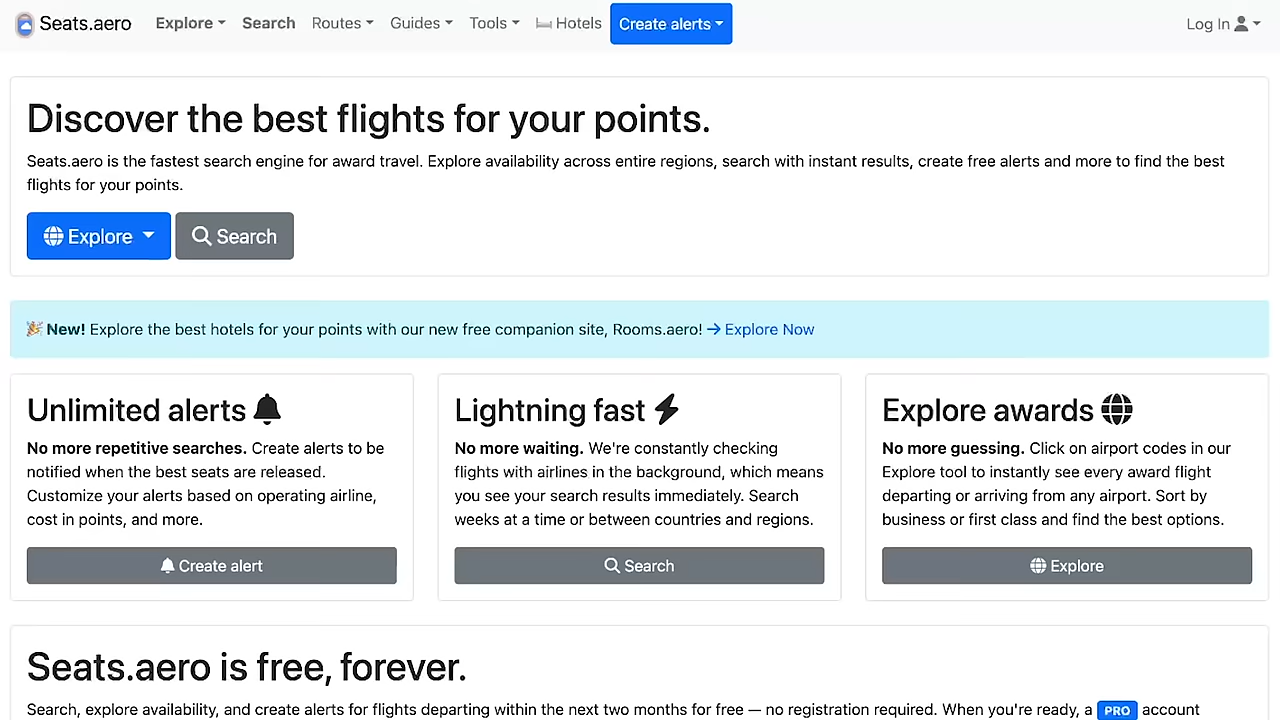 Seats.aero Explore Search Routes Guides Tools Hotels Create alerts Log In
Discover the best flights for your points.
Seats.aero is the fastest search engine for award travel. Explore availability across entire regions, search with instant results, create free alerts and more to find the best
flights for your points.
Explore Search
New! Explore the best hotels for your points with our new free companion site, Rooms.aero! → Explore Now
Unlimited alerts
No more repetitive searches. Create alerts to be
notified when the best seats are released.
Customize your alerts based on operating airline,
cost in points, and more.
Create alert
Lightning fast
No more waiting. We're constantly checking
flights with airlines in the background, which means
you see your search results immediately. Search
weeks at a time or between countries and regions.
Search
Explore awards
No more guessing. Click on airport codes in our
Explore tool to instantly see every award flight
departing or arriving from any airport. Sort by
business or first class and find the best options.
Explore
Seats.aero is free, forever.
Search, explore availability, and create alerts for flights departing within the next two months for free — no registration required. When you're ready, a PRO account